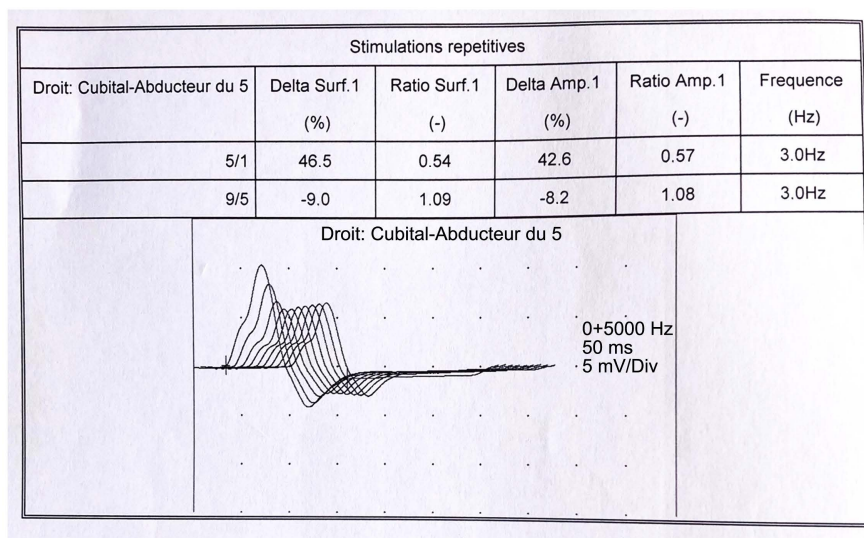 Stimulations repetitives
Droit: Cubital-Abducteur du 5 Delta Surf.1 Ratio Surf.1 Delta Amp.1 Ratio Amp.1 Frequence
(%) (-) (%) (-) (Hz)
5/1 46.5 0.54 42.6 0.57 3.0Hz
9/5 -9.0 1.09 -8.2 1.08 3.0Hz
Droit: Cubital-Abducteur du 5
0+5000 Hz
50 ms
5 mV/Div